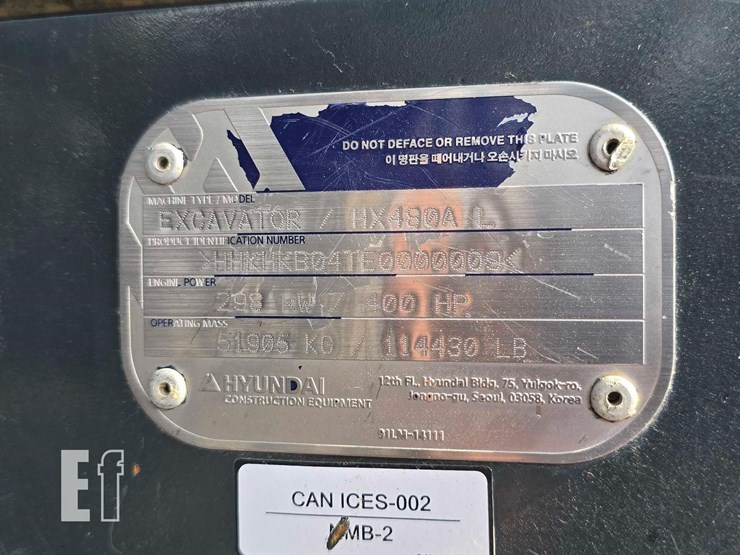 DO NOT DEFACE OR REMOVE THIS PLATE
이 명판을 떼어내거나 오손시키지 마시오
MACHINE TYPE / MODEL
EXCAVATOR / HX480A L
PRODUCT IDENTIFICATION NUMBER
>HHKHKB04TE0000009<
ENGINE POWER
298 KW / 400 HP
OPERATING MASS
51905 KG / 114430 LB
HYUNDAI
CONSTRUCTION EQUIPMENT
12th FL, Hyundai Bldg. 75, Yulgok-ro,
Jongno-gu, Seoul, 03058, Korea
91LM-14111
Ef
CAN ICES-002
NMB-2